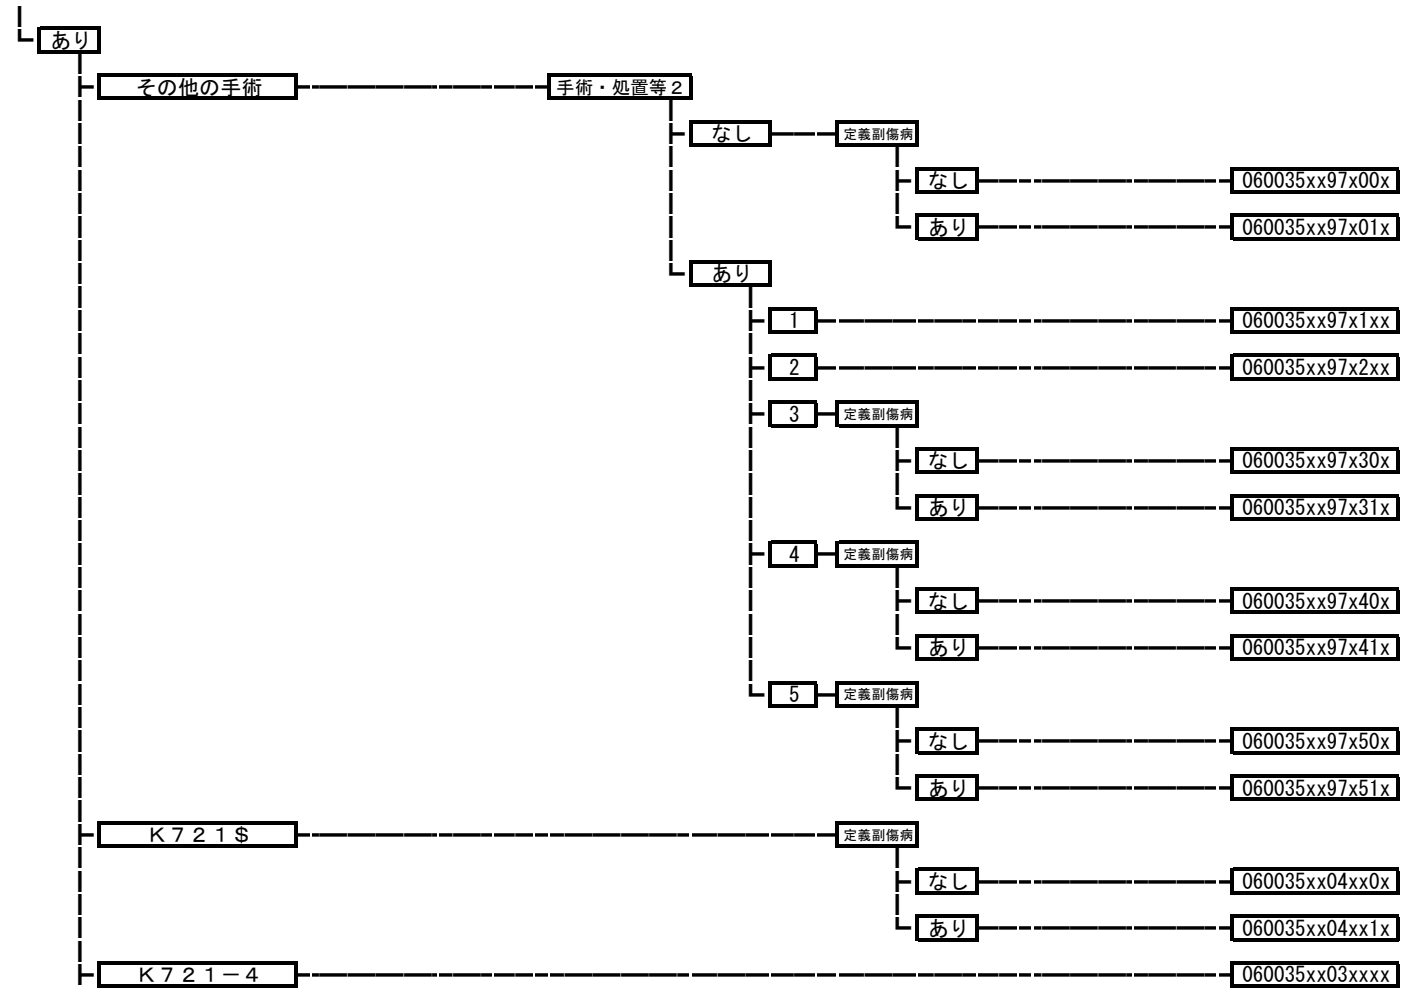 あり
その他の手術 手術・処置等２
なし 定義副傷病
なし 060035xx97x00x
あり 060035xx97x01x
あり
1 060035xx97x1xx
2 060035xx97x2xx
3 定義副傷病
なし 060035xx97x30x
あり 060035xx97x31x
4 定義副傷病
なし 060035xx97x40x
あり 060035xx97x41x
5 定義副傷病
なし 060035xx97x50x
あり 060035xx97x51x
Ｋ７２１＄ 定義副傷病
なし 060035xx04xx0x
あり 060035xx04xx1x
Ｋ７２１－４ 060035xx03xxxx